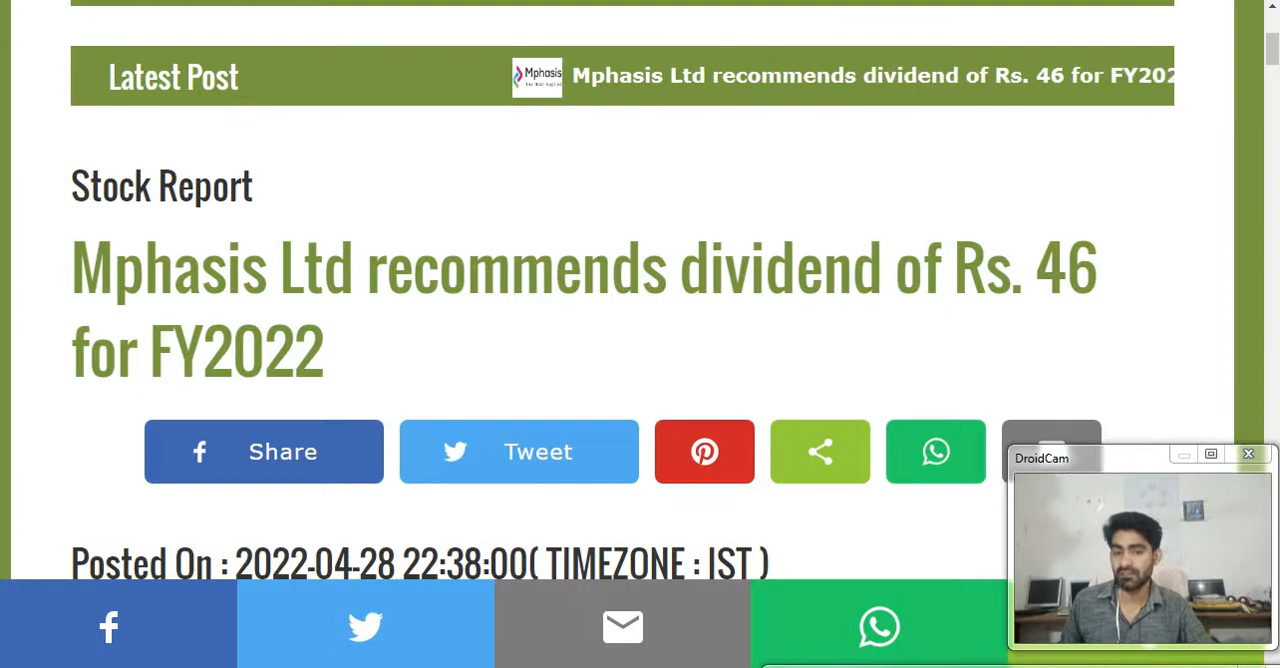 Latest Post
Mphasis
Mphasis Ltd recommends dividend of Rs. 46 for FY202
Stock Report
Mphasis Ltd recommends dividend of Rs. 46
for FY2022
Share
Tweet
Posted On : 2022-04-28 22:38:00( TIMEZONE : IST )
DroidCam